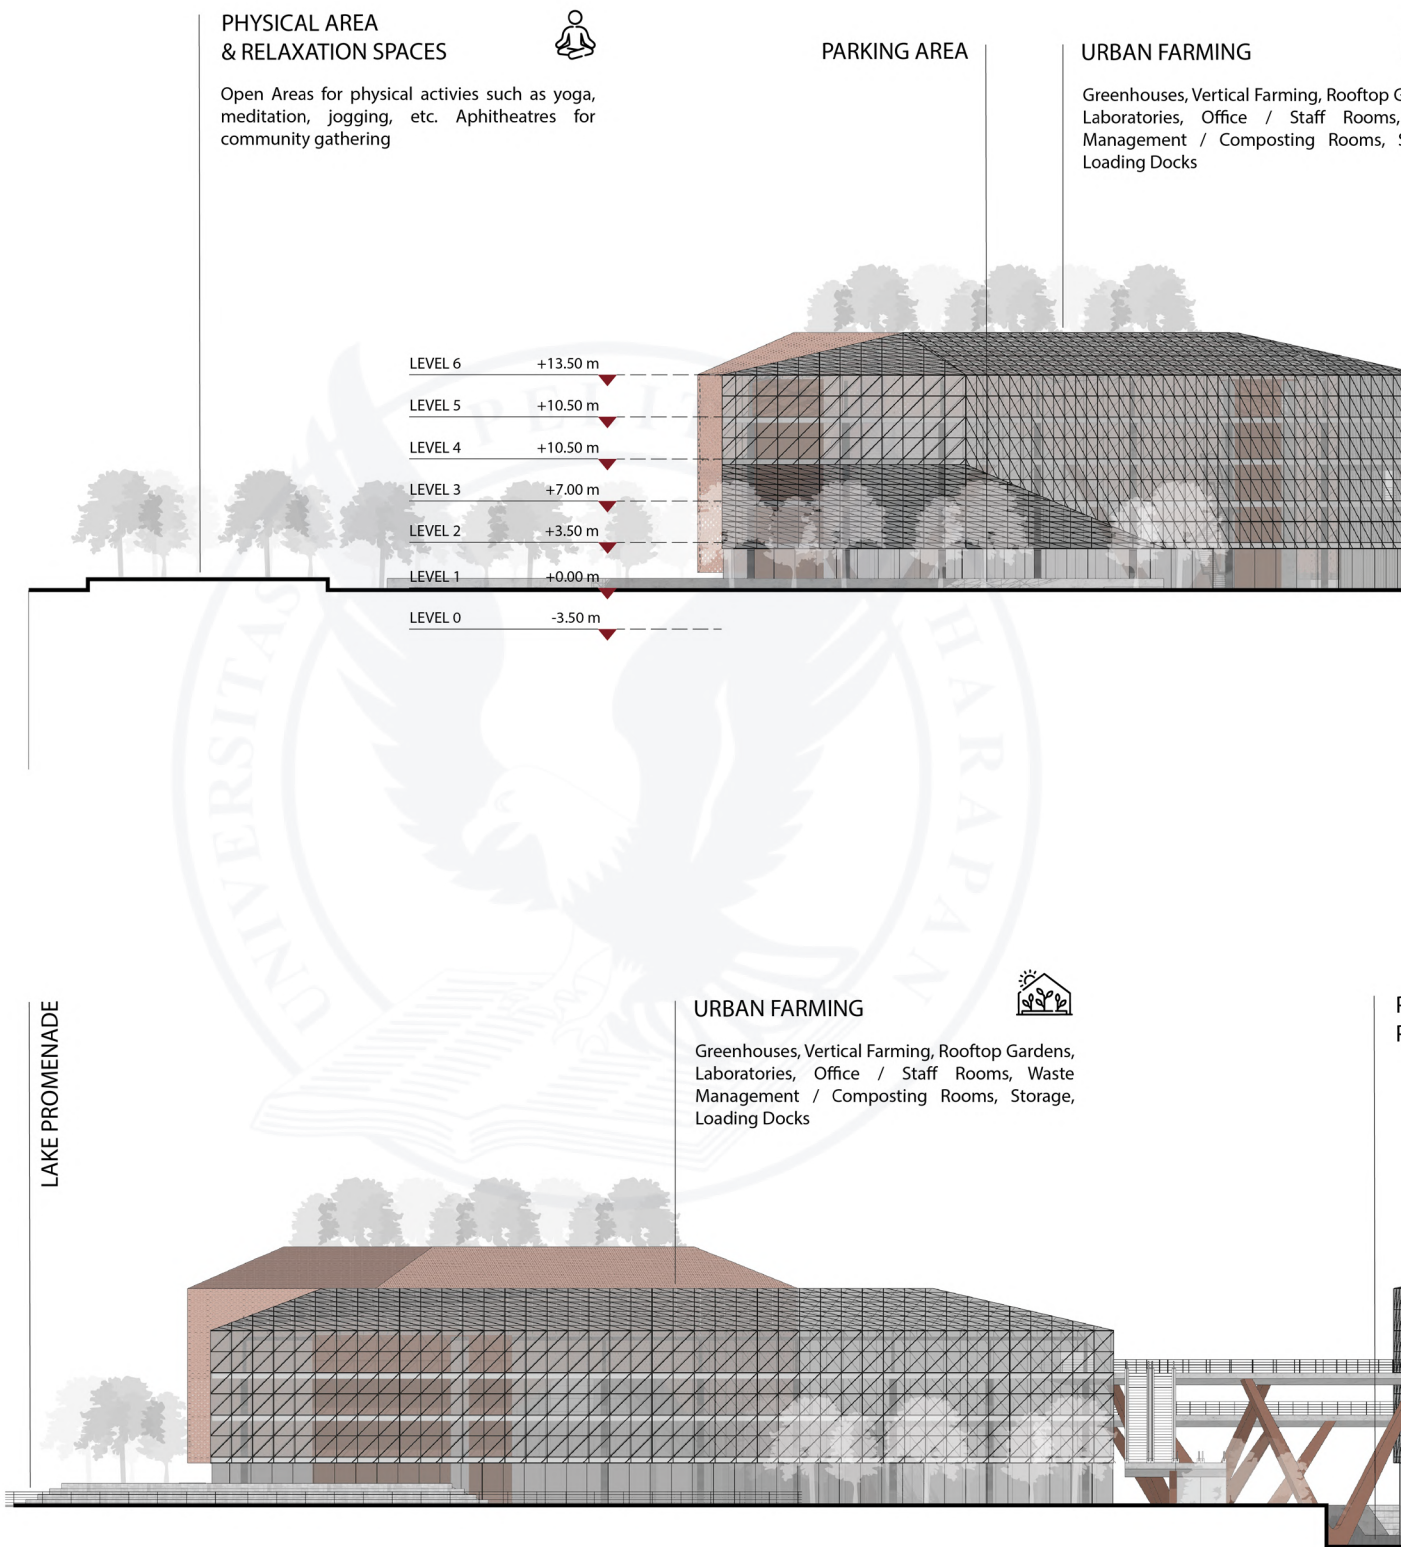 PHYSICAL AREA
& RELAXATION SPACES
Open Areas for physical activies such as yoga,
meditation, jogging, etc. Aphitheatres for
community gathering
PARKING AREA
URBAN FARMING
Greenhouses, Vertical Farming, Rooftop G
Laboratories, Office / Staff Rooms,
Management / Composting Rooms, S
Loading Docks
LEVEL 6 +13.50 m
LEVEL 5 +10.50 m
LEVEL 4 +10.50 m
LEVEL 3 +7.00 m
LEVEL 2 +3.50 m
LEVEL 1 +0.00 m
LEVEL 0 -3.50 m
UNIVERSITAS PELITA HARAPAN
LAKE PROMENADE
URBAN FARMING
Greenhouses, Vertical Farming, Rooftop Gardens,
Laboratories, Office / Staff Rooms, Waste
Management / Composting Rooms, Storage,
Loading Docks